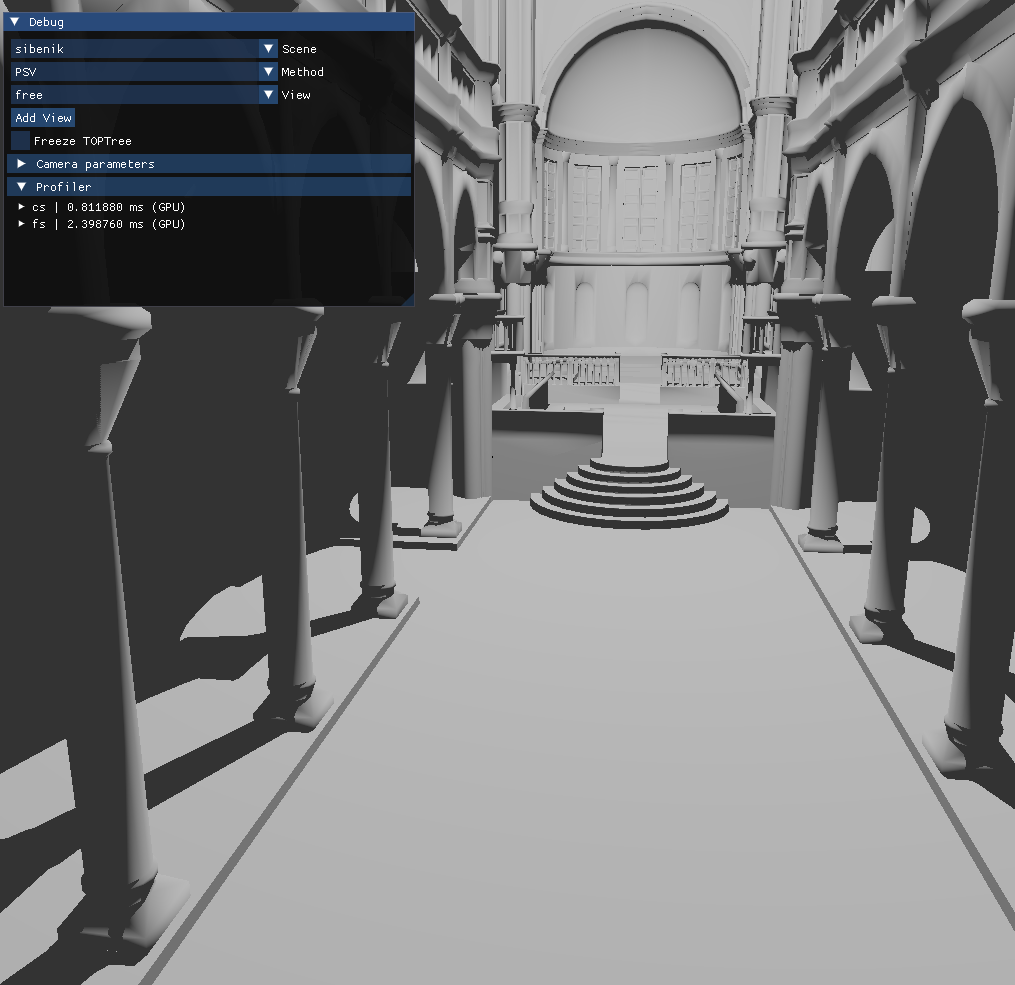 Debug
sibenik Scene
PSV Method
free View
Add View
Freeze TOPTree
Camera parameters
Profiler
cs | 0.811880 ms (GPU)
fs | 2.398760 ms (GPU)